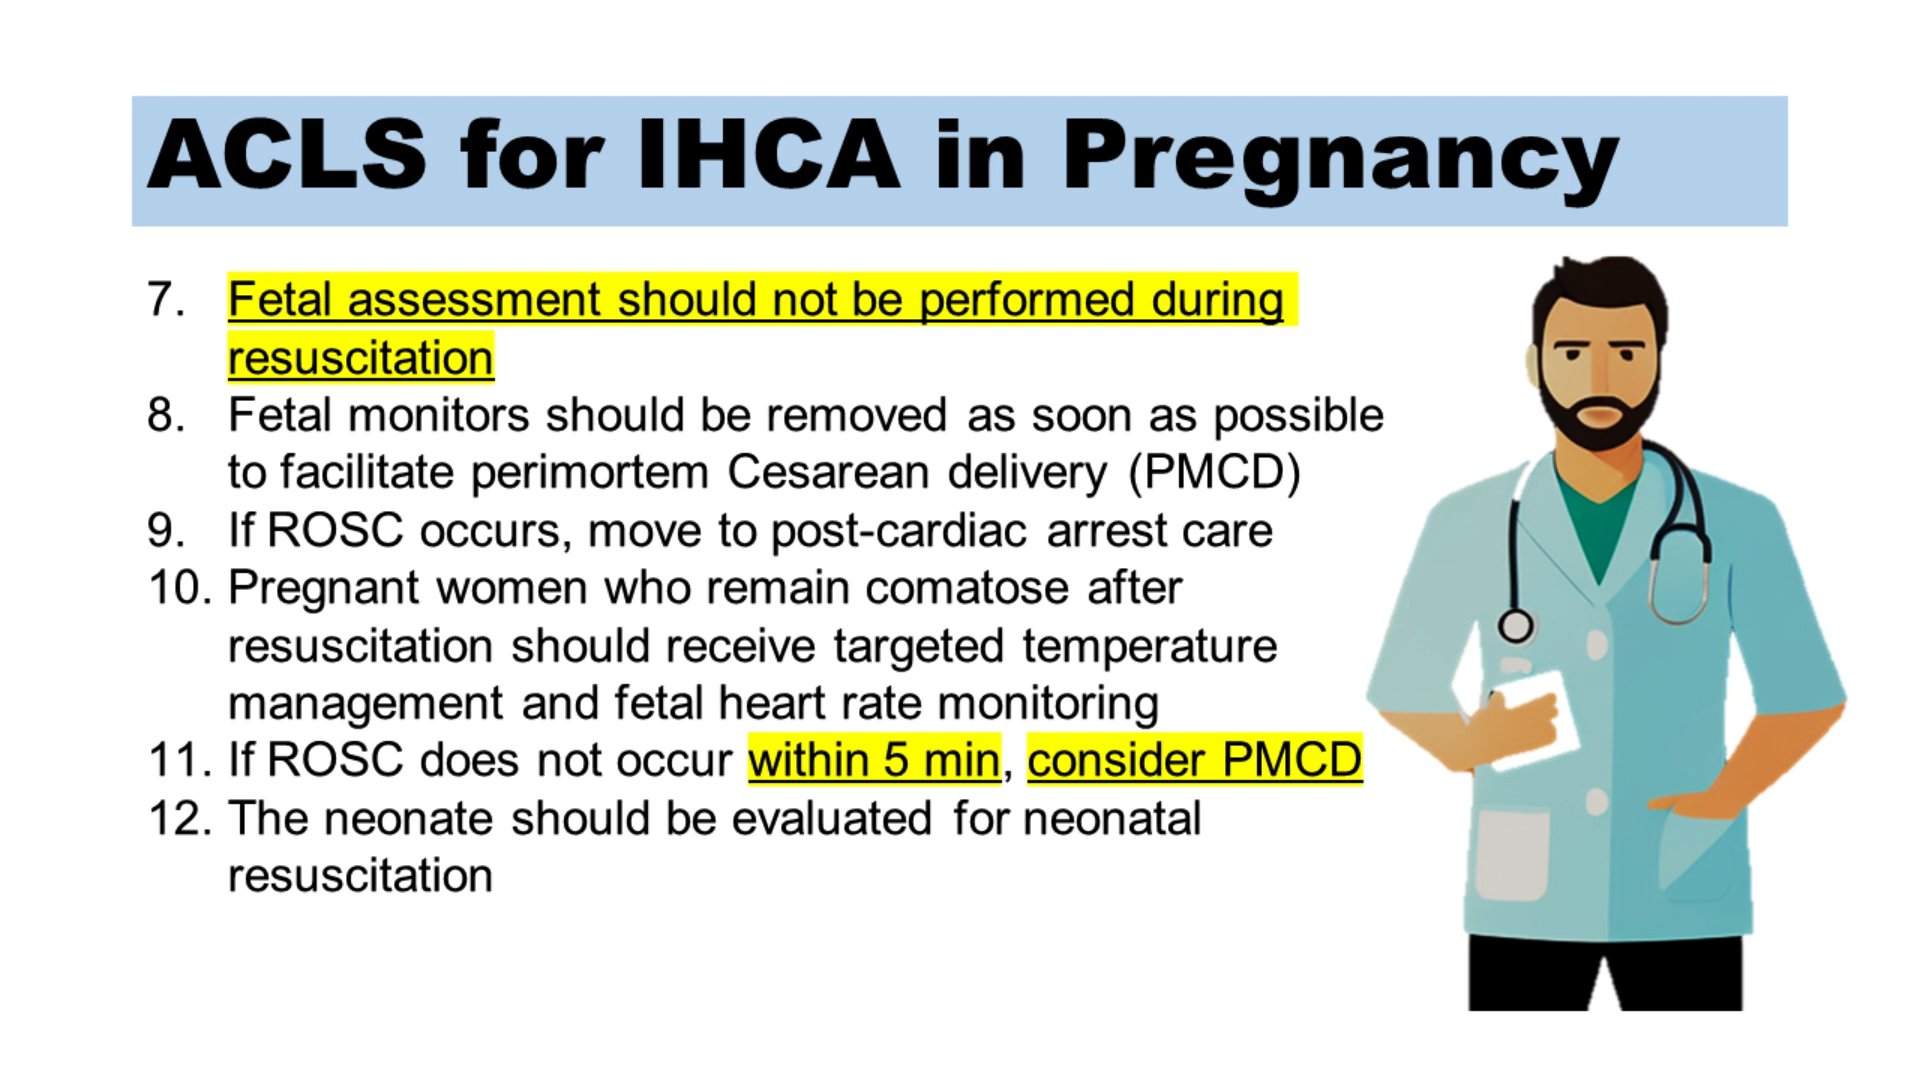 ACLS for IHCA in Pregnancy
7. Fetal assessment should not be performed during
resuscitation
8. Fetal monitors should be removed as soon as possible
to facilitate perimortem Cesarean delivery (PMCD)
9. If ROSC occurs, move to post-cardiac arrest care
10. Pregnant women who remain comatose after
resuscitation should receive targeted temperature
management and fetal heart rate monitoring
11. If ROSC does not occur within 5 min, consider PMCD
12. The neonate should be evaluated for neonatal
resuscitation